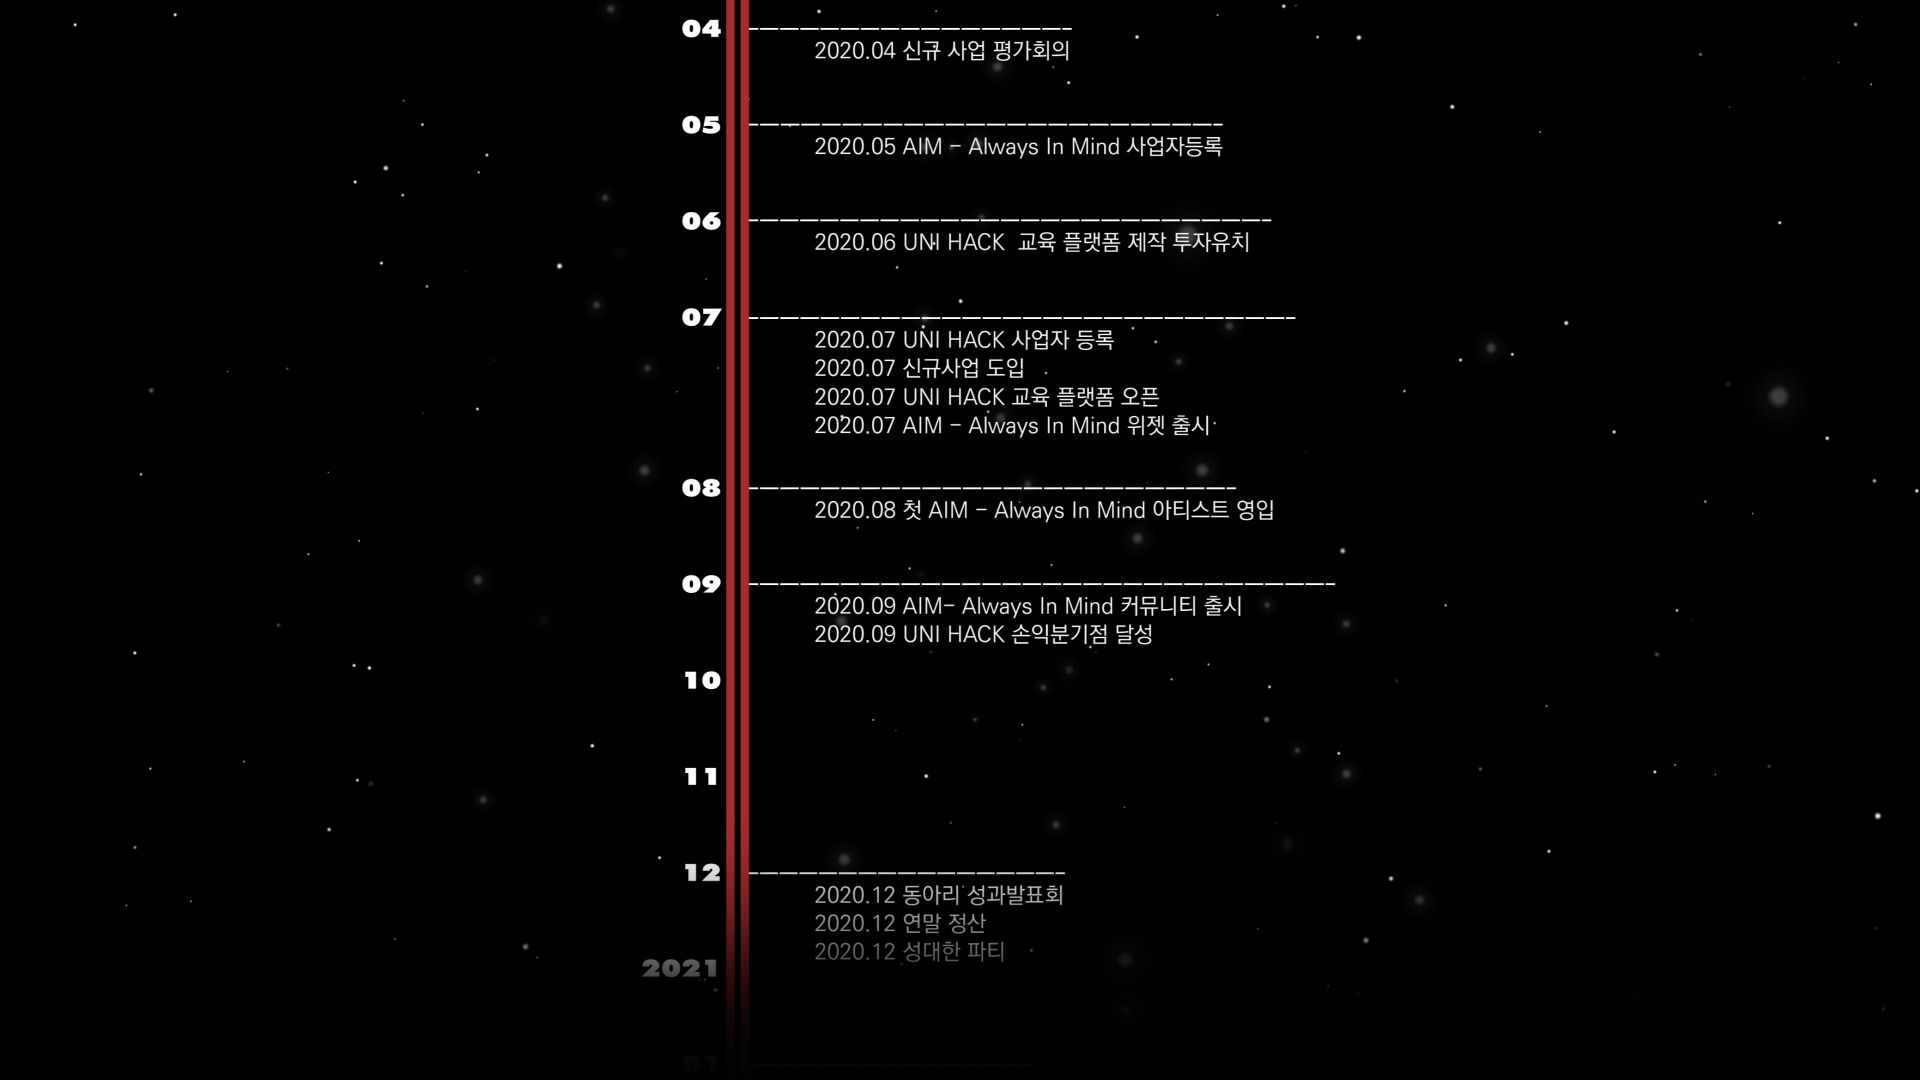 04
2020.04 신규 사업 평가회의
05
2020.05 AIM - Always In Mind 사업자등록
06
2020.06 UNI HACK  교육 플랫폼 제작 투자유치
07
2020.07 UNI HACK 사업자 등록
2020.07 신규사업 도입
2020.07 UNI HACK 교육 플랫폼 오픈
2020.07 AIM - Always In Mind 위젯 출시
08
2020.08 첫 AIM - Always In Mind 아티스트 영입
09
2020.09 AIM- Always In Mind 커뮤니티 출시
2020.09 UNI HACK 손익분기점 달성
10
11
12
2020.12 동아리 성과발표회
2020.12 연말 정산
2020.12 성대한 파티
2021
01